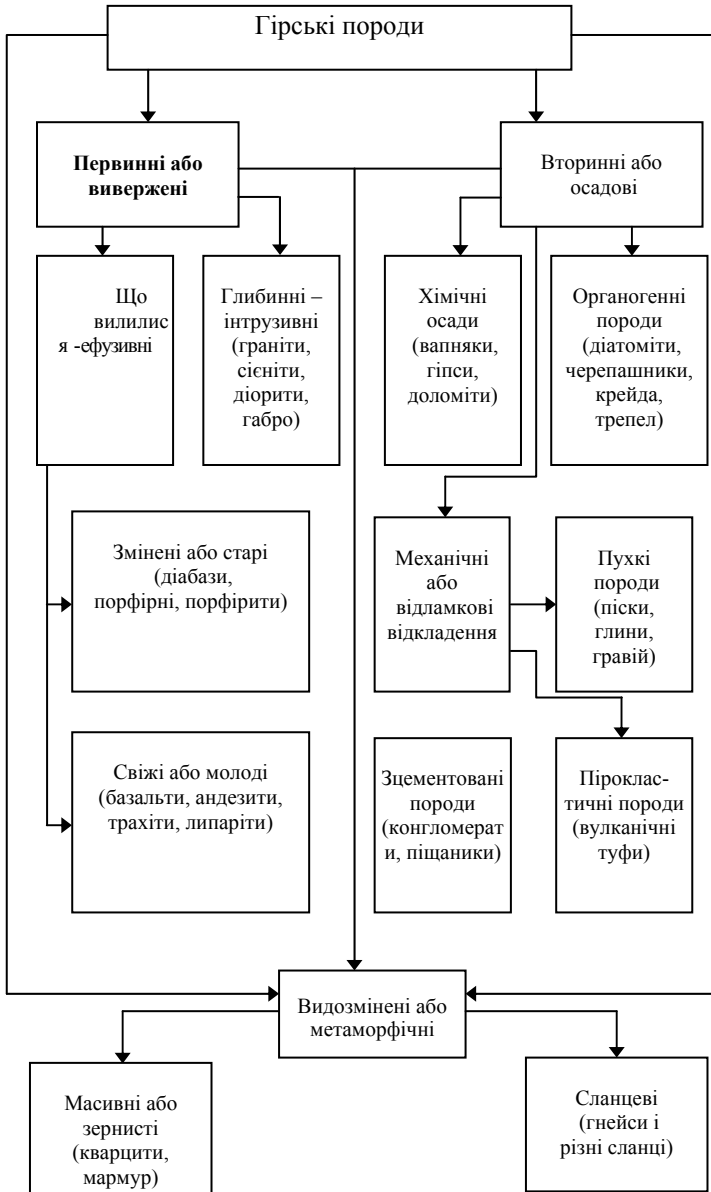 Гірські породи
Первинні або
вивержені
Вторинні або
осадові
Що
вилилис
я -ефузивні
Глибинні –
інтрузивні
(граніти,
сієніти,
діорити,
габро)
Хімічні
осади
(вапняки,
гіпси,
доломіти)
Органогенні
породи
(діатоміти,
черепашники,
крейда,
трепел)
Змінені або старі
(діабази,
порфірні, порфірити)
Механічні
або
відламкові
відкладення
Пухкі
породи
(піски,
глини,
гравій)
Свіжі або молоді
(базальти, андезити,
трахіти, липаріти)
Зцементовані
породи
(конгломерат
и, піщаники)
Пірокла​с-
тичні породи
(вулканічні
туфи)
Видозмінені або
метаморфічні
Масивні або
зернисті
(кварцити,
мармур)
Сланцеві
(гнейси і
різні сланці)